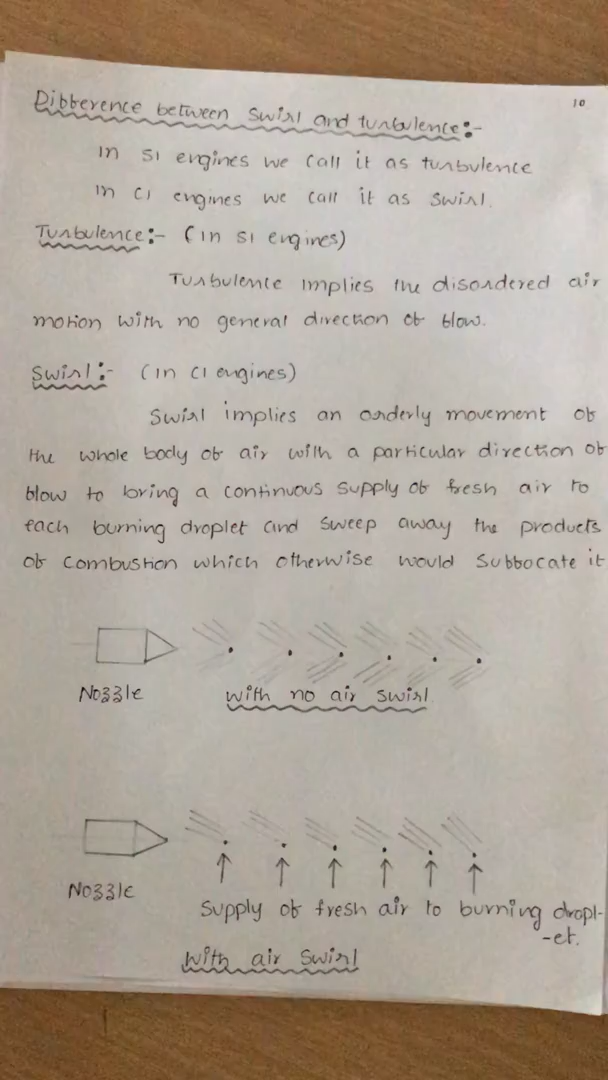 10
Difference between swirl and turbulence:-
In SI engines we call it as turbulence
In CI engines we call it as swirl.
Turbulence:- (in SI engines)
Turbulence implies the disordered air
motion with no general direction of flow.
Swirl:- (in CI engines)
Swirl implies an orderly movement of
the whole body of air with a particular direction of
flow to bring a continuous supply of fresh air to
each burning droplet and sweep away the products
of combustion which otherwise would suffocate it
Nozzle
with no air swirl
Nozzle
Supply of fresh air to burning dropl-
-et.
With air swirl